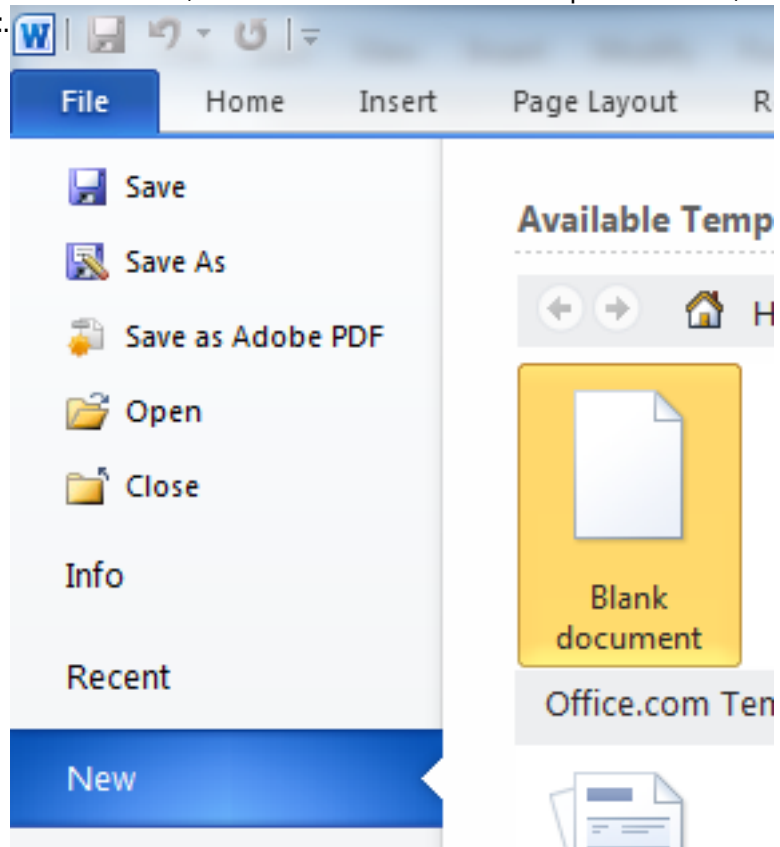 W
File Home Insert Page Layout R
Save
Save As
Save as Adobe PDF
Open
Close
Info
Recent
New
Available Temp
H
Blank
document
Office.com Tem